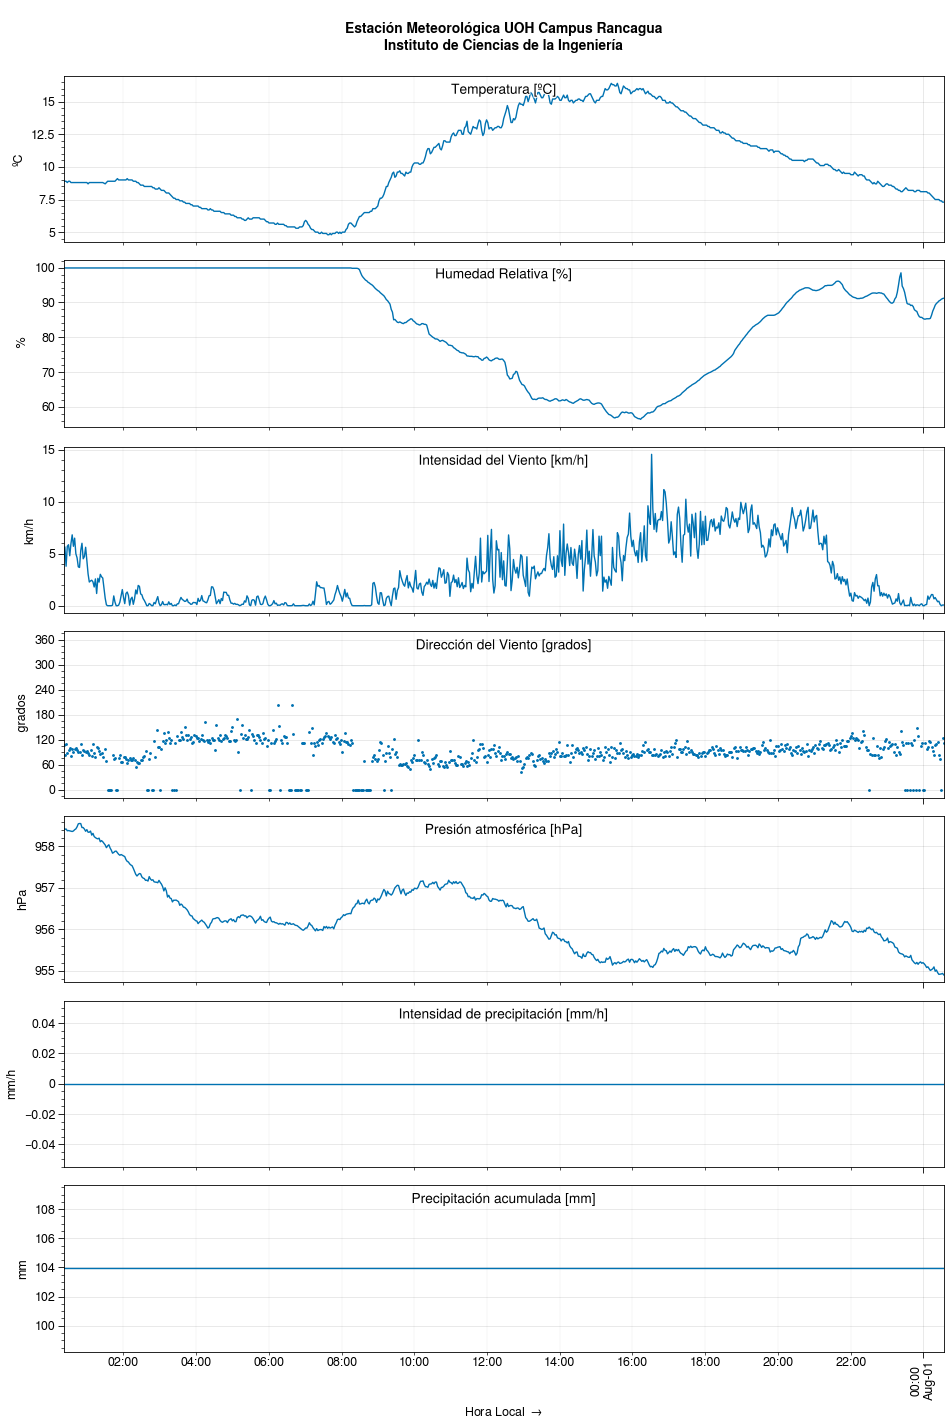 Estación Meteorológica UOH Campus Rancagua
Instituto de Ciencias de la Ingeniería
Temperatura [ºC]
ºC
15
12.5
10
7.5
5
Humedad Relativa [%]
%
100
90
80
70
60
Intensidad del Viento [km/h]
km/h
15
10
5
0
Dirección del Viento [grados]
grados
360
300
240
180
120
60
0
Presión atmosférica [hPa]
hPa
958
957
956
955
Intensidad de precipitación [mm/h]
mm/h
0.04
0.02
0
−0.02
−0.04
Precipitación acumulada [mm]
mm
108
106
104
102
100
02:00 04:00 06:00 08:00 10:00 12:00 14:00 16:00 18:00 20:00 22:00 00:00
Aug-01
Hora Local →